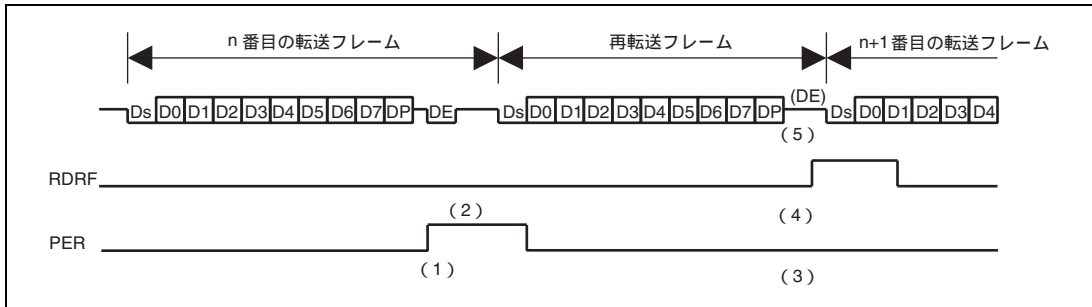 n 番目の転送フレーム 再転送フレーム n+1 番目の転送フレーム
Ds D0 D1 D2 D3 D4 D5 D6 D7 DP DE Ds D0 D1 D2 D3 D4 D5 D6 D7 DP (DE) Ds D0 D1 D2 D3 D4
(5)
RDRF
(2) (4)
PER
(1) (3)